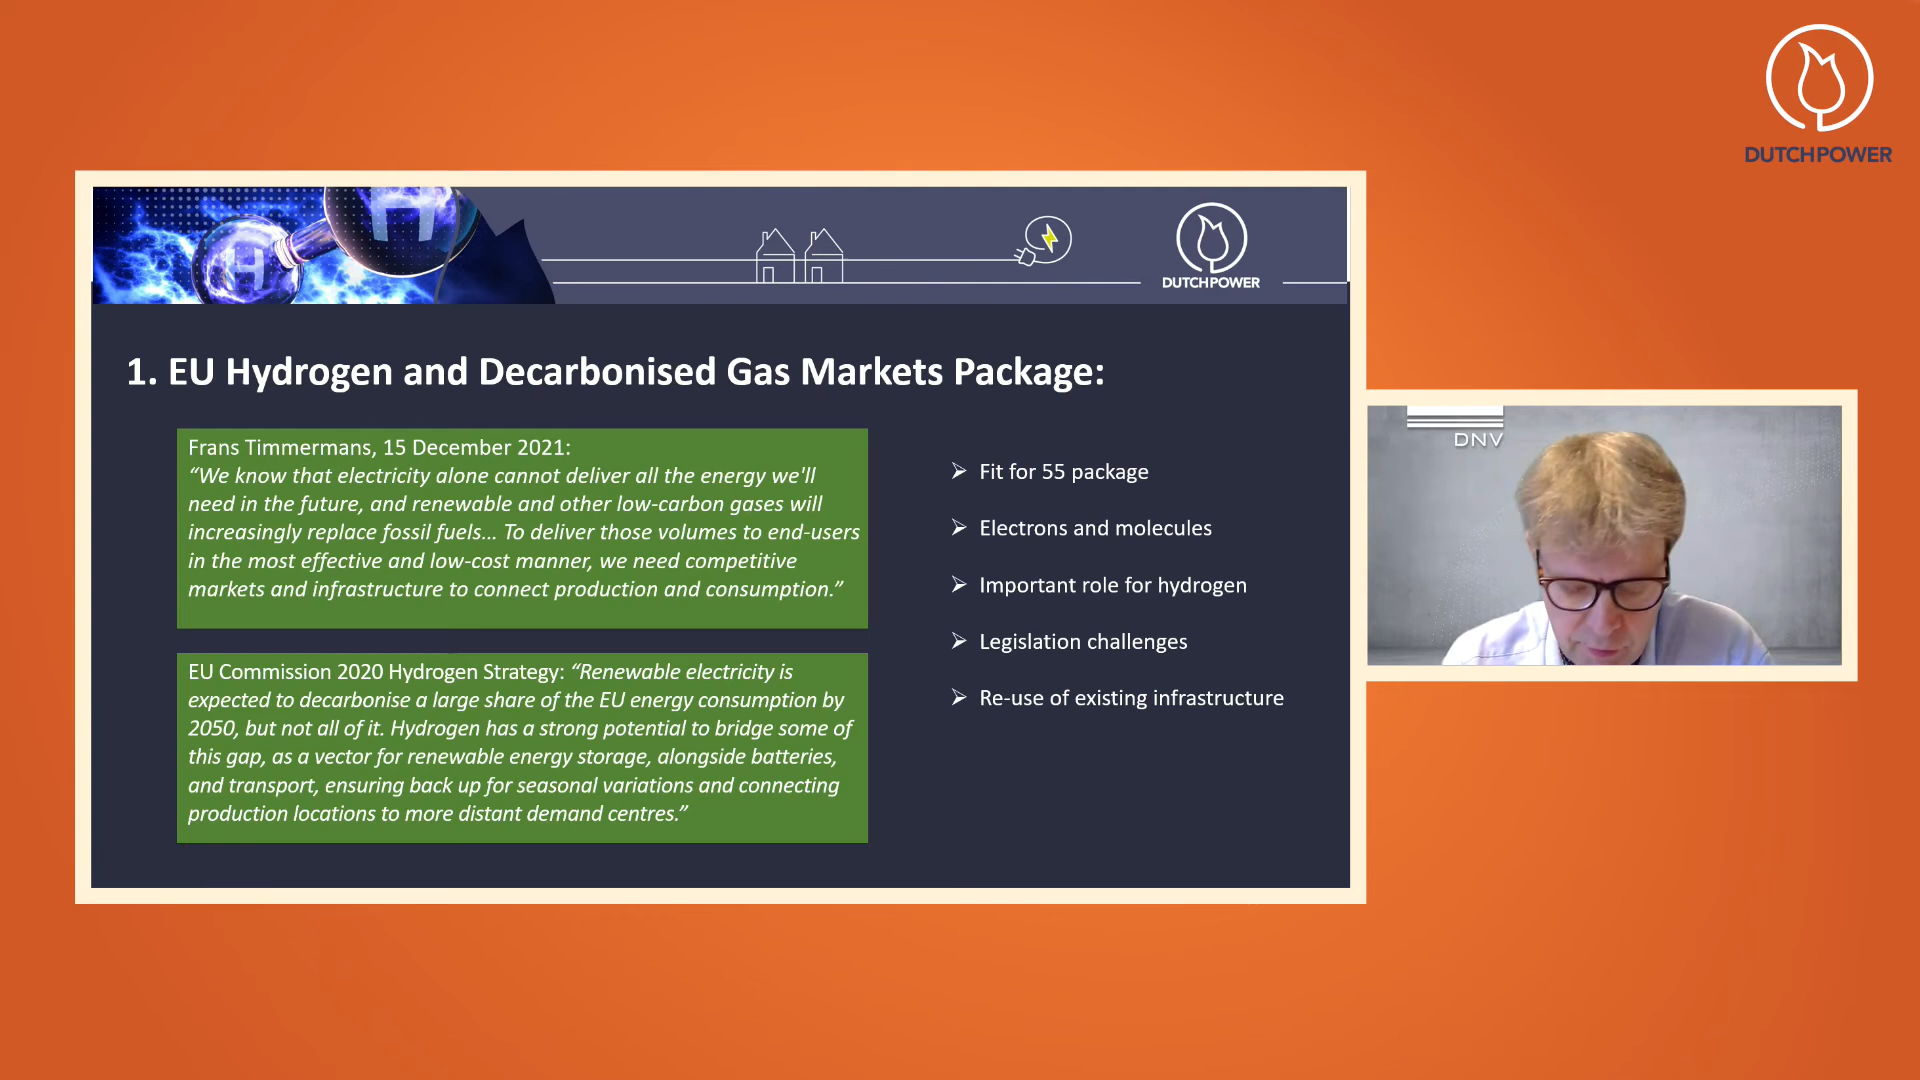 DUTCHPOWER
H
H
DUTCHPOWER
1. EU Hydrogen and Decarbonised Gas Markets Package:
Frans Timmermans, 15 December 2021:
“We know that electricity alone cannot deliver all the energy we'll
need in the future, and renewable and other low-carbon gases will
increasingly replace fossil fuels... To deliver those volumes to end-users
in the most effective and low-cost manner, we need competitive
markets and infrastructure to connect production and consumption.”
EU Commission 2020 Hydrogen Strategy: “Renewable electricity is
expected to decarbonise a large share of the EU energy consumption by
2050, but not all of it. Hydrogen has a strong potential to bridge some of
this gap, as a vector for renewable energy storage, alongside batteries,
and transport, ensuring back up for seasonal variations and connecting
production locations to more distant demand centres.”
Fit for 55 package
Electrons and molecules
Important role for hydrogen
Legislation challenges
Re-use of existing infrastructure
DNV